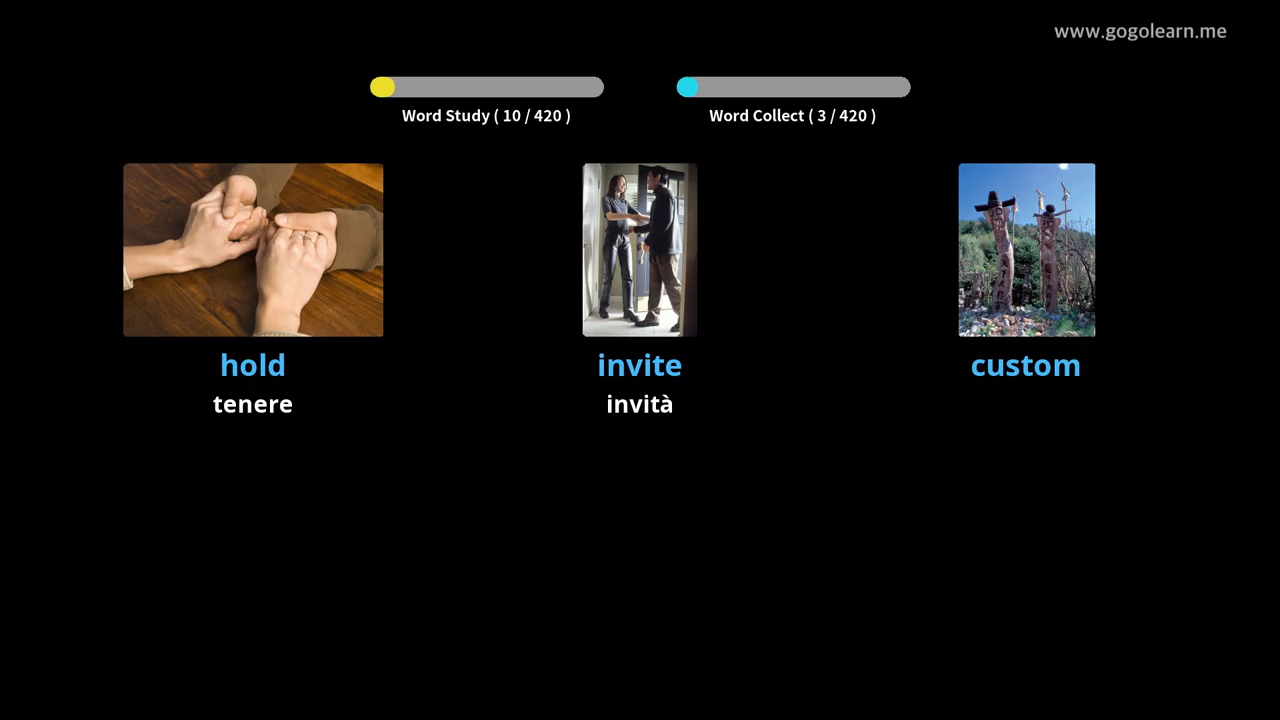 www.gogolearn.me
Word Study ( 10 / 420 )
Word Collect ( 3 / 420 )
hold
invite
custom
tenere
invità